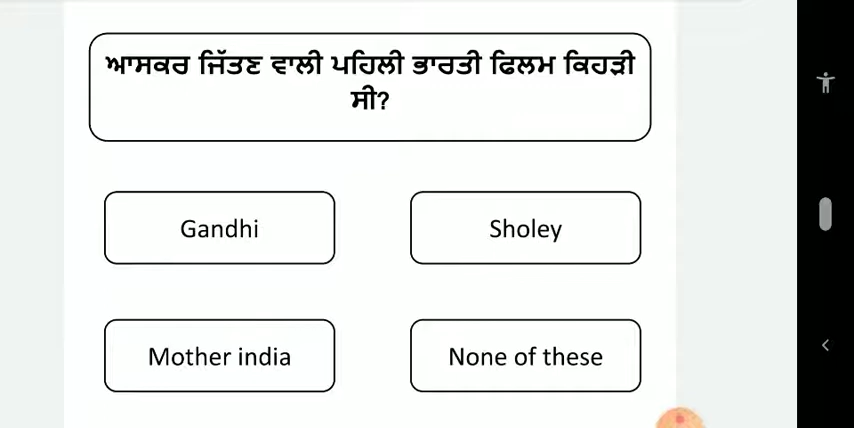 ਆਸਕਰ ਜਿੱਤਣ ਵਾਲੀ ਪਹਿਲੀ ਭਾਰਤੀ ਫਿਲਮ ਕਿਹੜੀ
ਸੀ?
Gandhi
Sholey
Mother india
None of these